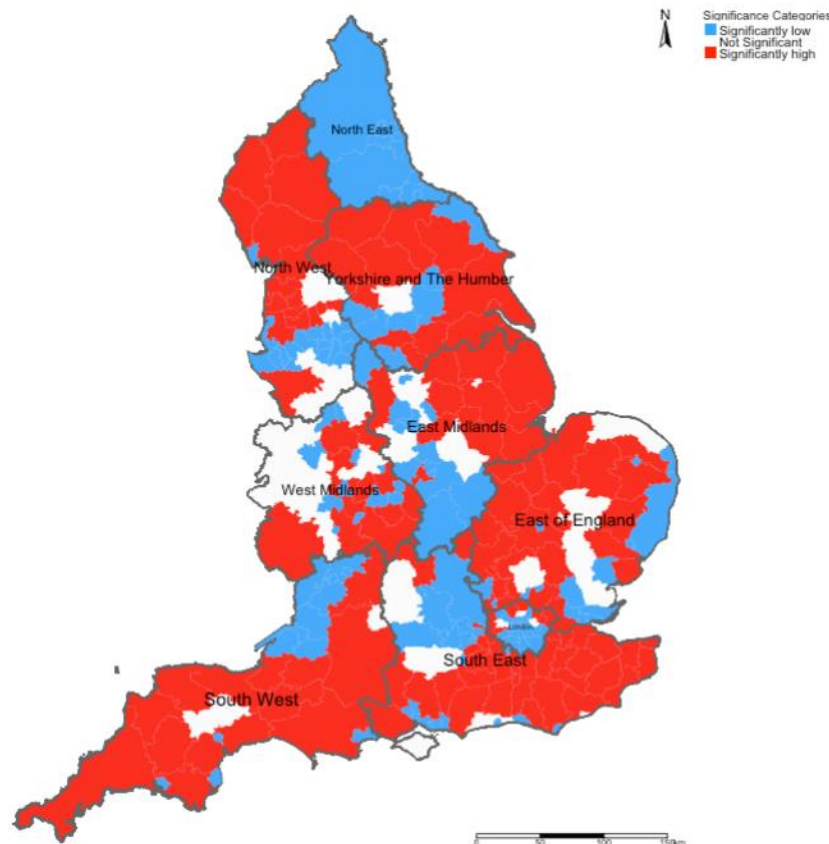 N
Significance Categories
Significantly low
Not Significant
Significantly high
North East
North West
Yorkshire and The Humber
East Midlands
West Midlands
East of England
London
South East
South West
0 50 100 150km